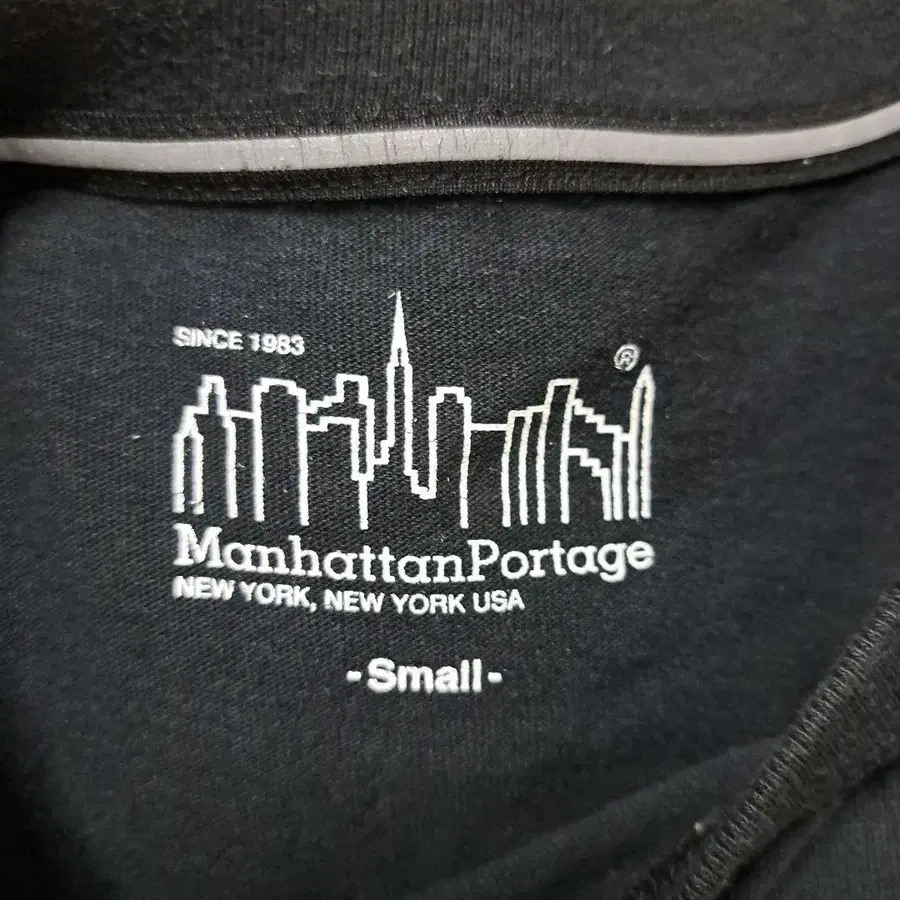 SINCE 1983
®
ManhattanPortage
NEW YORK, NEW YORK USA
-Small-